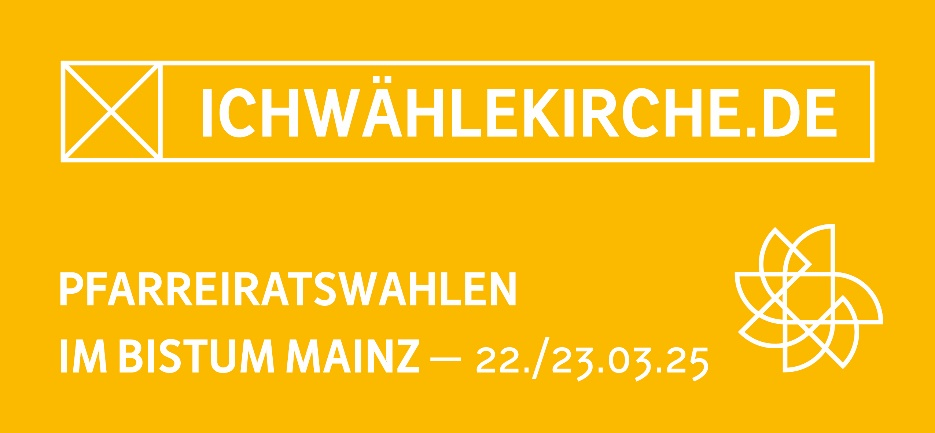 ICHWÄHLEKIRCHE.DE
PFARREIRATSWAHLEN
IM BISTUM MAINZ — 22./23.03.25